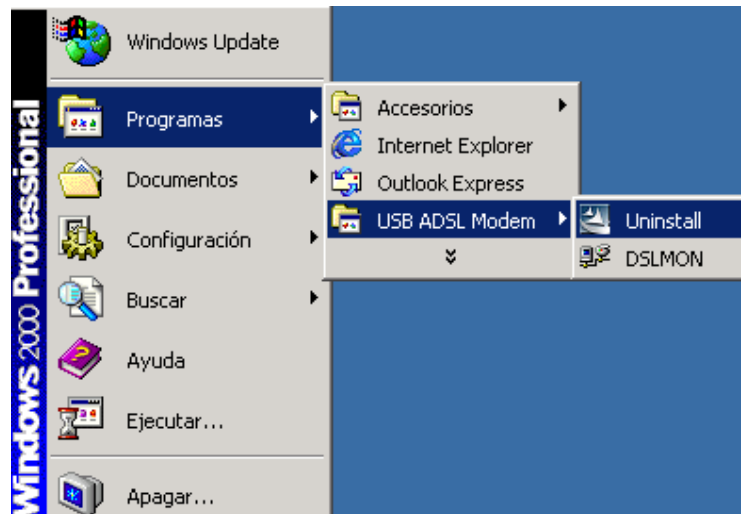 Windows 2000 Professional
Windows Update
Programas
Documentos
Configuración
Buscar
Ayuda
Ejecutar...
Apagar...
Accesorios
Internet Explorer
Outlook Express
USB ADSL Modem
Uninstall
DSLMON